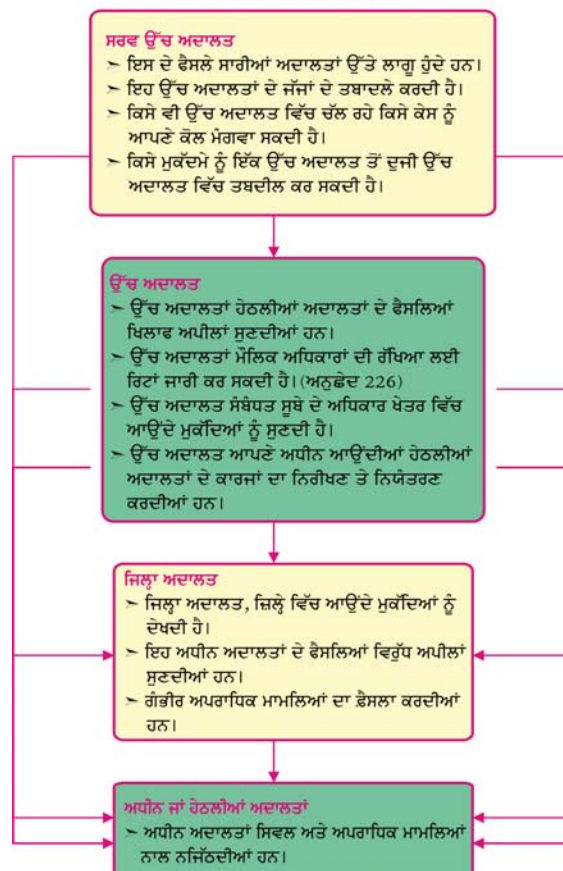 ਸਰਵ ਉੱਚ ਅਦਾਲਤ
➣ ਇਸ ਦੇ ਫੈਸਲੇ ਸਾਰੀਆਂ ਅਦਾਲਤਾਂ ਉੱਤੇ ਲਾਗੂ ਹੁੰਦੇ ਹਨ।
➣ ਇਹ ਉੱਚ ਅਦਾਲਤਾਂ ਦੇ ਜੱਜਾਂ ਦੇ ਤਬਾਦਲੇ ਕਰਦੀ ਹੈ।
➣ ਕਿਸੇ ਵੀ ਉੱਚ ਅਦਾਲਤ ਵਿੱਚ ਚੱਲ ਰਹੇ ਕਿਸੇ ਕੇਸ ਨੂੰ
ਆਪਣੇ ਕੋਲ ਮੰਗਵਾ ਸਕਦੀ ਹੈ।
➣ ਕਿਸੇ ਮੁਕੱਦਮੇ ਨੂੰ ਇੱਕ ਉੱਚ ਅਦਾਲਤ ਤੋਂ ਦੁਜੀ ਉੱਚ
ਅਦਾਲਤ ਵਿੱਚ ਤਬਦੀਲ ਕਰ ਸਕਦੀ ਹੈ।
ਉੱਚ ਅਦਾਲਤ
➣ ਉੱਚ ਅਦਾਲਤਾਂ ਹੇਠਲੀਆਂ ਅਦਾਲਤਾਂ ਦੇ ਫੈਸਲਿਆਂ
ਖਿਲਾਫ ਅਪੀਲਾਂ ਸੁਣਦੀਆਂ ਹਨ।
➣ ਉੱਚ ਅਦਾਲਤਾਂ ਮੌਲਿਕ ਅਧਿਕਾਰਾਂ ਦੀ ਰੱਖਿਆ ਲਈ
ਰਿਟਾਂ ਜਾਰੀ ਕਰ ਸਕਦੀ ਹੈ।(ਅਨੁਛੇਦ 226)
➣ ਉੱਚ ਅਦਾਲਤ ਸੰਬੰਧਤ ਸੂਬੇ ਦੇ ਅਧਿਕਾਰ ਖੇਤਰ ਵਿੱਚ
ਆਉਂਦੇ ਮੁਕੱਦਿਆਂ ਨੂੰ ਸੁਣਦੀ ਹੈ।
➣ ਉੱਚ ਅਦਾਲਤ ਆਪਣੇ ਅਧੀਨ ਆਉਂਦੀਆਂ ਹੇਠਲੀਆਂ
ਅਦਾਲਤਾਂ ਦੇ ਕਾਰਜਾਂ ਦਾ ਨਿਰੀਖਣ ਤੇ ਨਿਯੰਤਰਣ
ਕਰਦੀਆਂ ਹਨ।
ਜਿਲ੍ਹਾ ਅਦਾਲਤ
➣ ਜਿਲ੍ਹਾ ਅਦਾਲਤ, ਜ਼ਿਲ੍ਹੇ ਵਿੱਚ ਆਉਂਦੇ ਮੁਕੱਦਿਆਂ ਨੂੰ
ਦੇਖਦੀ ਹੈ।
➣ ਇਹ ਅਧੀਨ ਅਦਾਲਤਾਂ ਦੇ ਫੈਸਲਿਆਂ ਵਿਰੁੱਧ ਅਪੀਲਾਂ
ਸੁਣਦੀਆਂ ਹਨ।
➣ ਗੰਭੀਰ ਅਪਰਾਧਿਕ ਮਾਮਲਿਆਂ ਦਾ ਫ਼ੈਸਲਾ ਕਰਦੀਆਂ
ਹਨ।
ਅਧੀਨ ਜਾਂ ਹੇਠਲੀਆਂ ਅਦਾਲਤਾਂ
➣ ਅਧੀਨ ਅਦਾਲਤਾਂ ਸਿਵਲ ਅਤੇ ਅਪਰਾਧਿਕ ਮਾਮਲਿਆਂ
ਨਾਲ ਨਜਿੱਠਦੀਆਂ ਹਨ।